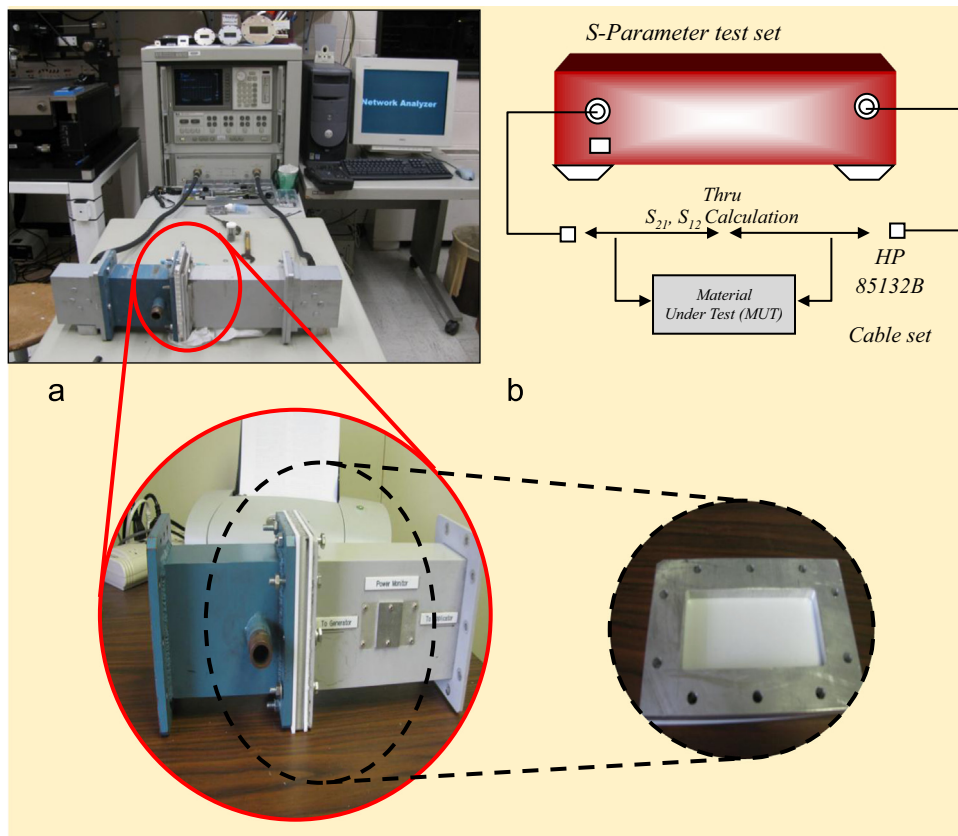 Network Analyzer
S-Parameter test set
Thru
S21, S12 Calculation
HP
85132B
Material
Under Test (MUT)
Cable set
a
b
Power Monitor
To Generator